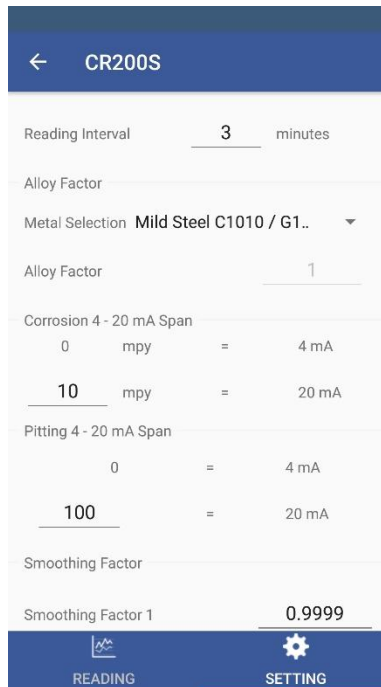 CR200S
Reading Interval 3 minutes
Alloy Factor
Metal Selection Mild Steel C1010 / G1..
Alloy Factor 1
Corrosion 4 - 20 mA Span
0 mpy = 4 mA
10 mpy = 20 mA
Pitting 4 - 20 mA Span
0 = 4 mA
100 = 20 mA
Smoothing Factor
Smoothing Factor 1 0.9999
READING SETTING